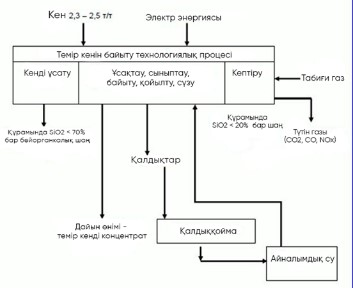 Кен 2,3 – 2,5 т/т
Электр энергиясы
Темір кенін байыту технологиялық процесі
Кенді ұсату
Ұсақтау, сыныптау,
байыту, қойылту, сүзу
Кептіру
Табиғи газ
Құрамында SiO2 < 70%
бар бейорганкалық шаң
Құрамында
SiO2 < 20% бар шаң
Түтін газы
(CO2, CO, NOx)
Қалдықтар
Дайын өнімі -
темір кенді концентрат
Қалдыққойма
Айналымдық су